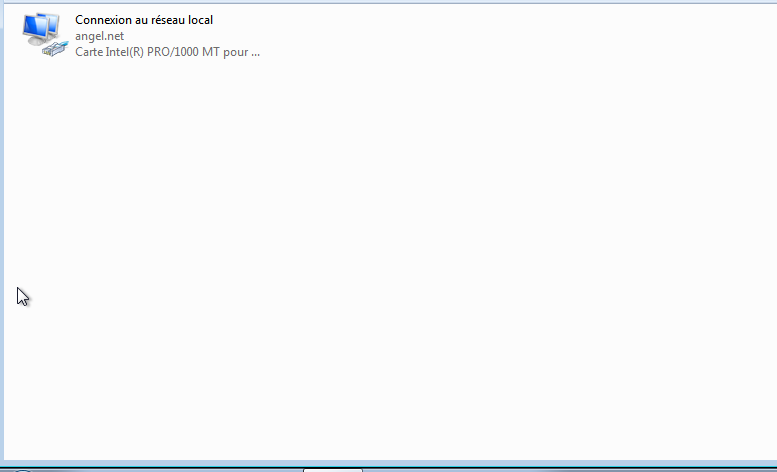 Connexion au réseau local
angel.net
Carte Intel(R) PRO/1000 MT pour ...